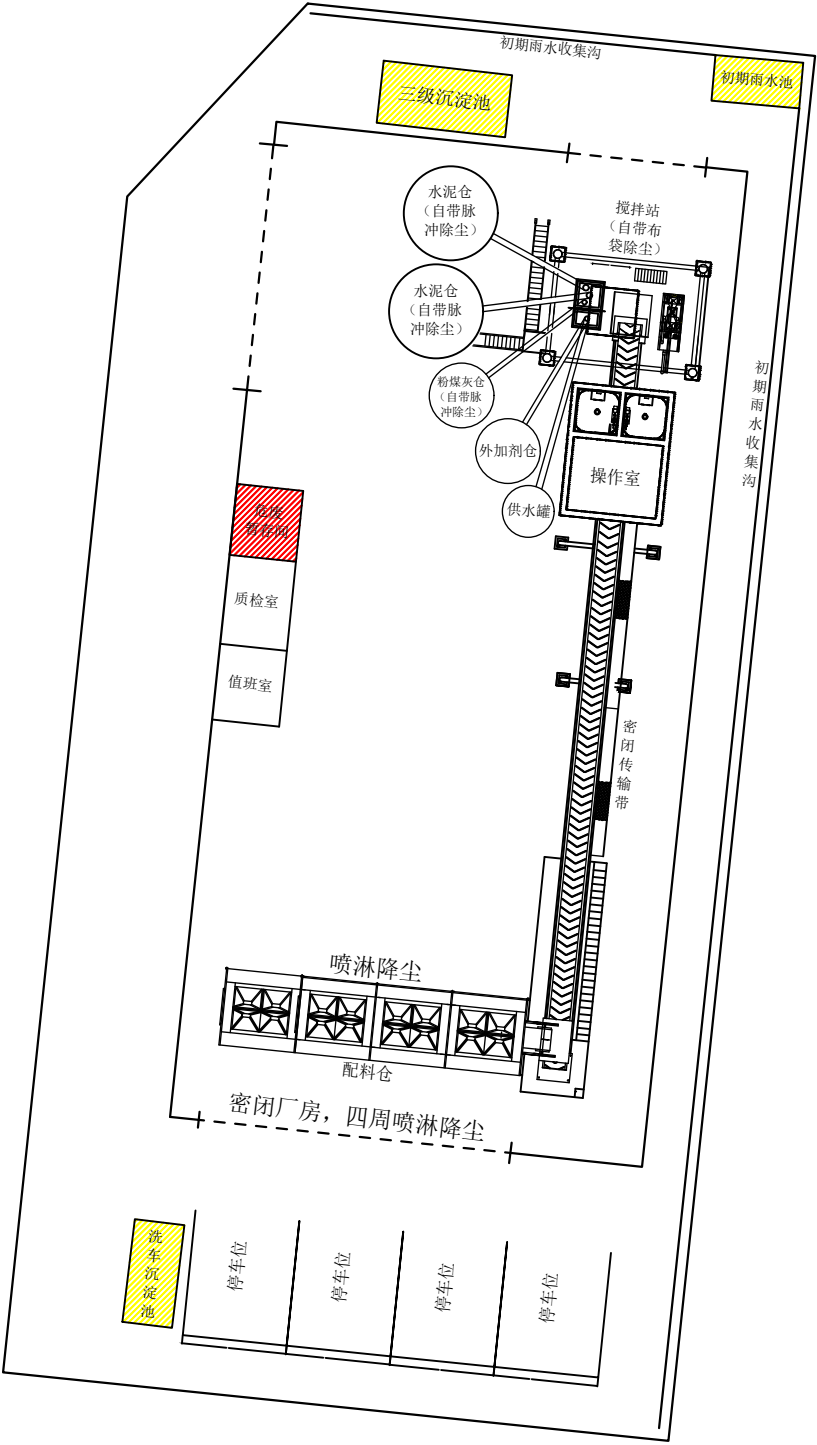 初期雨水收集沟
初期雨水池
三级沉淀池
水泥仓
（自带脉
冲除尘）
搅拌站
（自带布
袋除尘）
水泥仓
（自带脉
冲除尘）
粉煤灰仓
（自带脉
冲除尘）
初期雨水收集沟
外加剂仓
操作室
供水罐
危废
暂存间
质检室
值班室
密闭传输带
喷淋降尘
配料仓
密闭厂房，四周喷淋降尘
洗车沉淀池
停车位
停车位
停车位
停车位